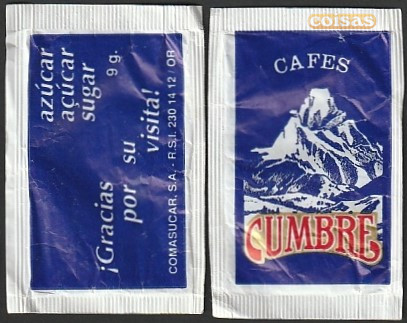 azúcar
açúcar
sugar
9 g.
¡Gracias
por su
visita!
COMASUCAR, S.A. - R.S.I. 230 14 12 / OR
coisas
CAFES
CUMBRE